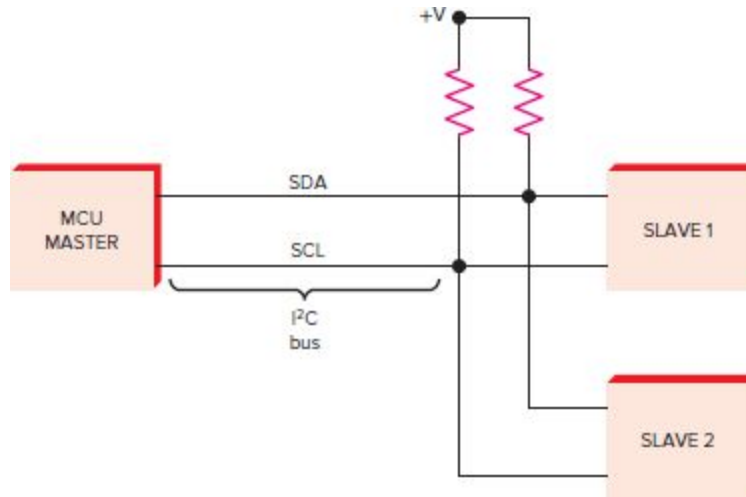 +V
SDA
MCU
MASTER
SLAVE 1
SCL
I²C
bus
SLAVE 2